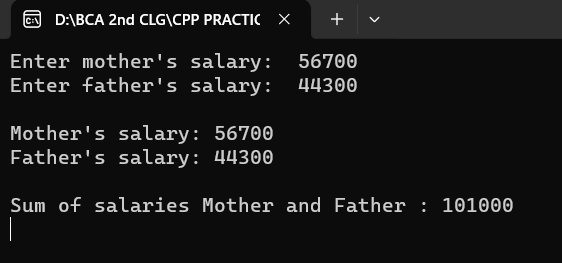 D:\BCA 2nd CLG\CPP PRACTIC
Enter mother's salary:  56700
Enter father's salary:  44300
Mother's salary: 56700
Father's salary: 44300
Sum of salaries Mother and Father : 101000